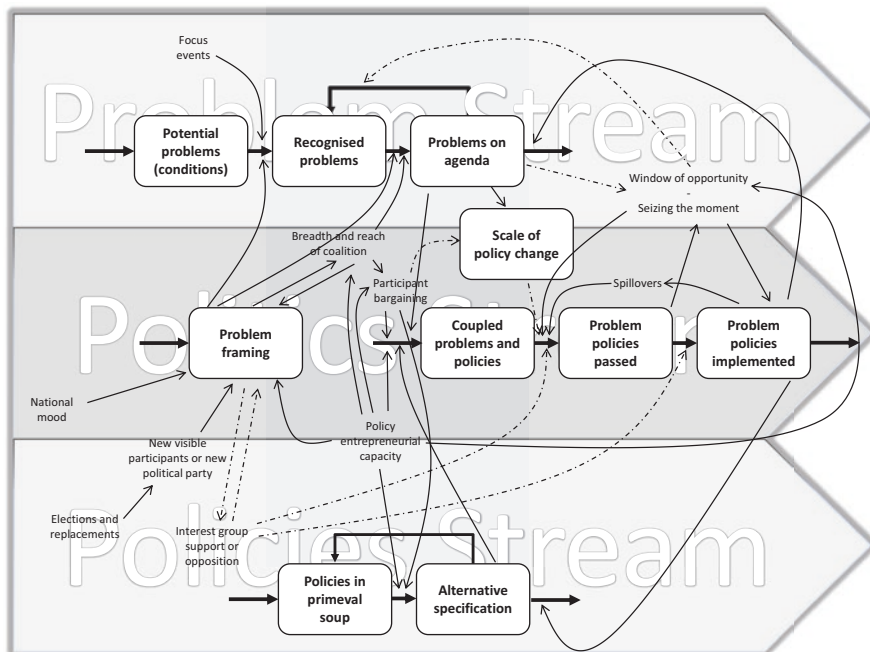 Problem Stream
Focus
events
Potential
problems
(conditions)
Recognised
problems
Problems on
agenda
Window of opportunity
-
Seizing the moment
Scale of
policy change
Politics Stream
Breadth and reach
of coalition
Participant
bargaining
Spillovers
Problem
framing
Coupled
problems and
policies
Problem
policies
passed
Problem
policies
implemented
National
mood
New visible
participants or new
political party
Policy
entrepreneurial
capacity
Policies Stream
Elections and
replacements
Interest group
support or
opposition
Policies in
primeval
soup
Alternative
specification